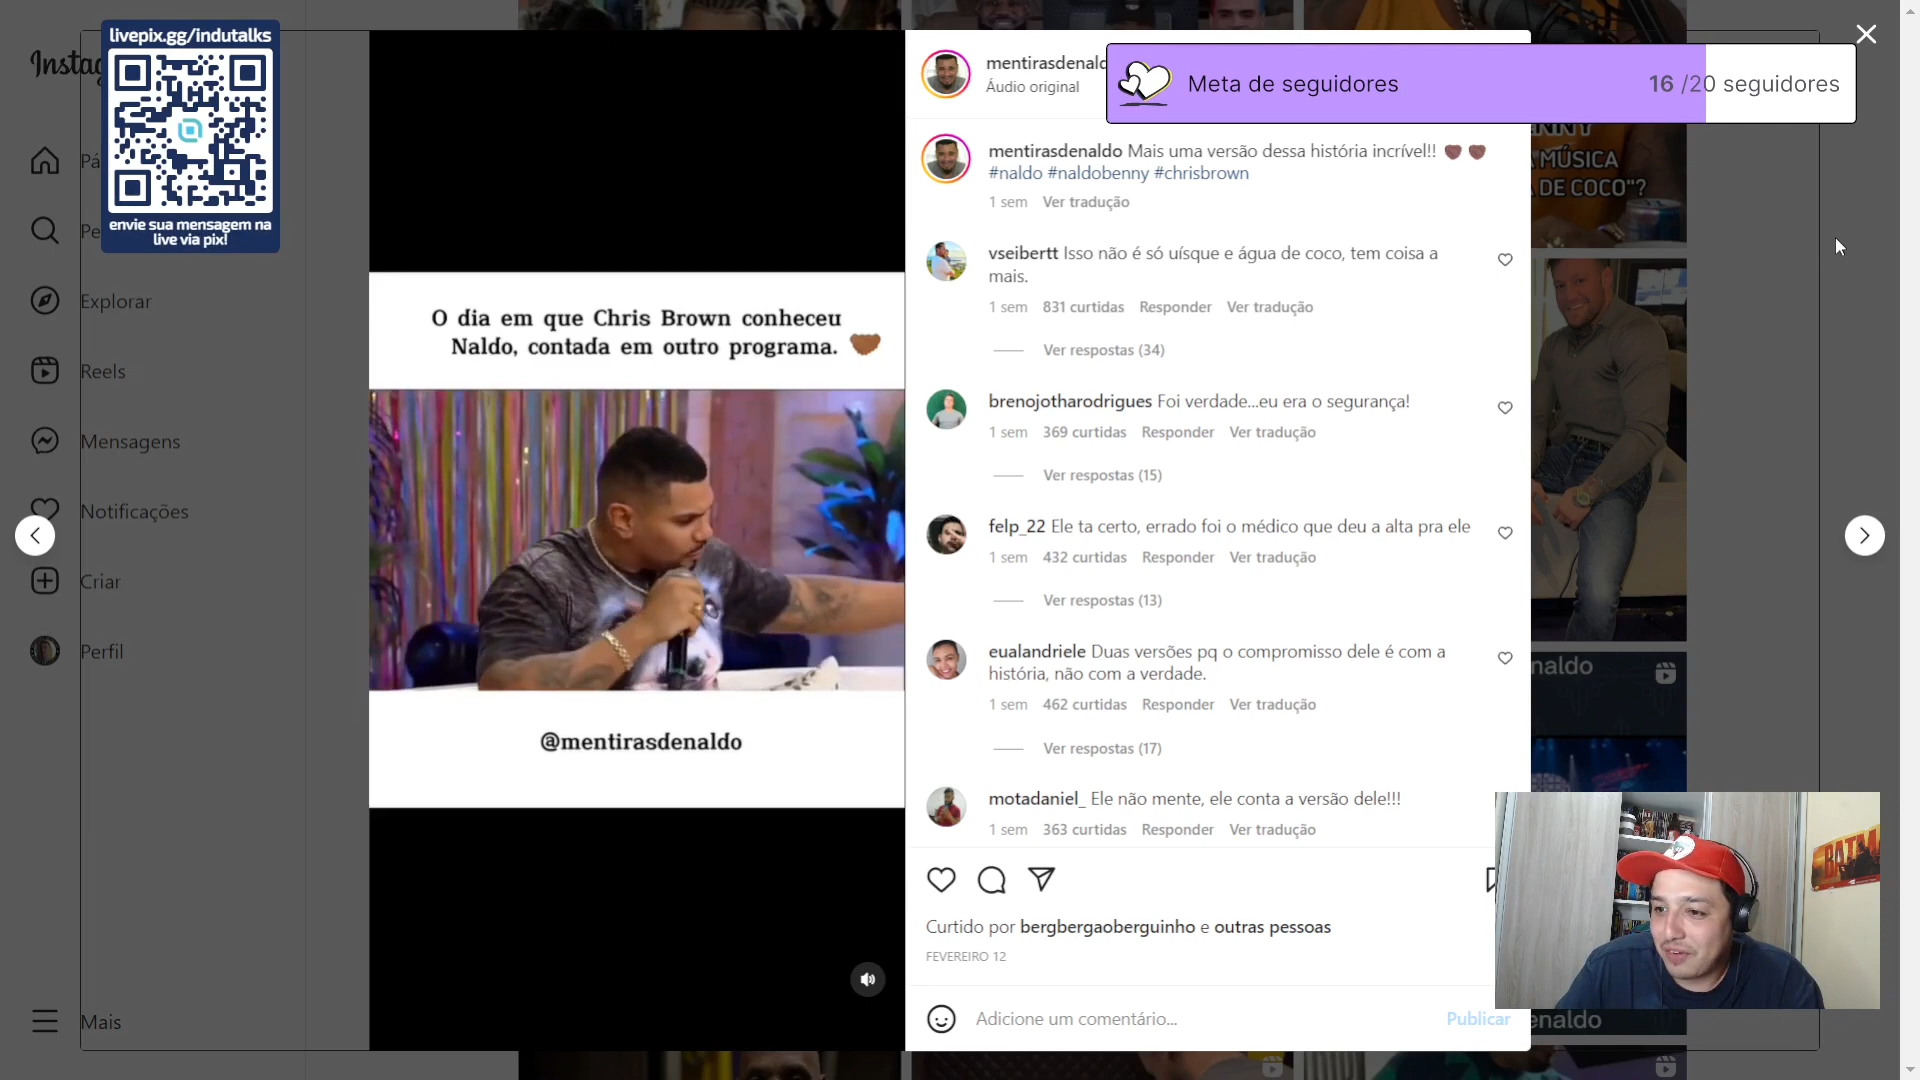 livepix.gg/indutalks
envie sua mensagem na
live via pix!
Explorar
Reels
Mensagens
Notificações
Criar
Perfil
Mais
O dia em que Chris Brown conheceu
Naldo, contada em outro programa.
@mentirasdenaldo
Áudio original
Meta de seguidores
16 /20 seguidores
mentirasdenaldo Mais uma versão dessa história incrível!!
#naldo #naldobenny #chrisbrown
1 sem Ver tradução
vseibertt Isso não é só uísque e água de coco, tem coisa a
mais.
1 sem 831 curtidas Responder Ver tradução
Ver respostas (34)
brenojotharodrigues Foi verdade...eu era o segurança!
1 sem 369 curtidas Responder Ver tradução
Ver respostas (15)
felp_22 Ele ta certo, errado foi o médico que deu a alta pra ele
1 sem 432 curtidas Responder Ver tradução
Ver respostas (13)
eualandriele Duas versões pq o compromisso dele é com a
história, não com a verdade.
1 sem 462 curtidas Responder Ver tradução
Ver respostas (17)
motadaniel_ Ele não mente, ele conta a versão dele!!!
1 sem 363 curtidas Responder Ver tradução
Curtido por bergbergaoberguinho e outras pessoas
FEVEREIRO 12
Adicione um comentário...
Publicar
MÚSICA
DE COCO"?